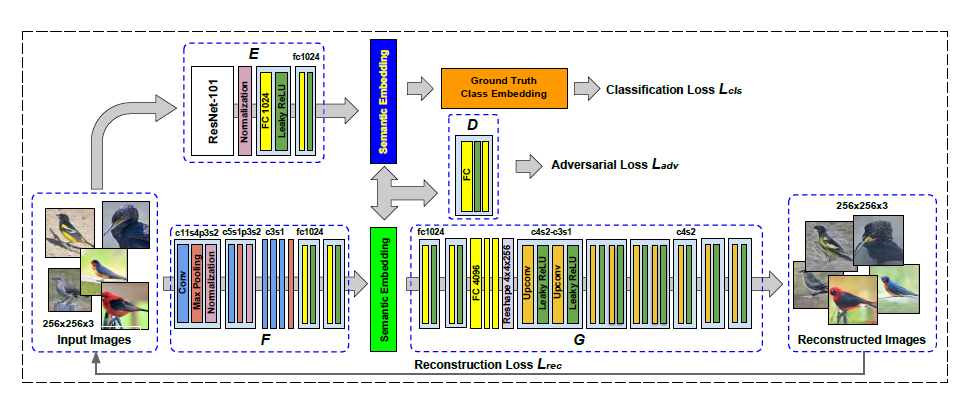 E
fc1024
ResNet-101
Normalization
FC 1024
Leaky ReLU
Semantic Embedding
Ground Truth
Class Embedding
Classification Loss Lcls
D
FC
Adversarial Loss Ladv
256x256x3
Input Images
c11s4p3s2 c5s1p3s2 c3s1 fc1024
Conv
Max Pooling
Normalization
F
Semantic Embedding
fc1024 c4s2-c3s1 c4s2
FC 4096
Reshape 4x4x256
Upconv
Leaky ReLU
Upconv
Leaky ReLU
G
256x256x3
Reconstructed Images
Reconstruction Loss Lrec